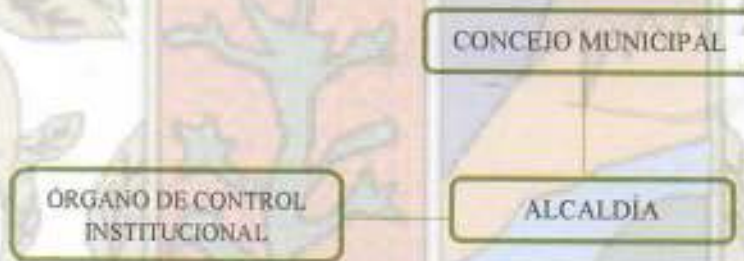 CONCEJO MUNICIPAL
ÓRGANO DE CONTROL
INSTITUCIONAL
ALCALDÍA